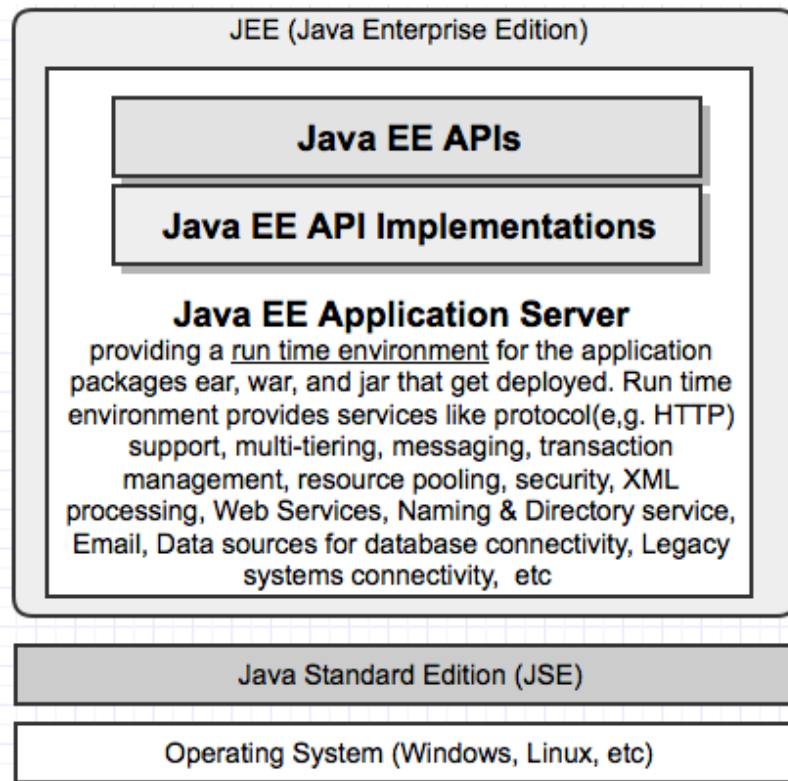 JEE (Java Enterprise Edition)
Java EE APIs
Java EE API Implementations
Java EE Application Server
providing a run time environment for the application
packages ear, war, and jar that get deployed. Run time
environment provides services like protocol(e,g. HTTP)
support, multi-tiering, messaging, transaction
management, resource pooling, security, XML
processing, Web Services, Naming & Directory service,
Email, Data sources for database connectivity, Legacy
systems connectivity, etc
Java Standard Edition (JSE)
Operating System (Windows, Linux, etc)